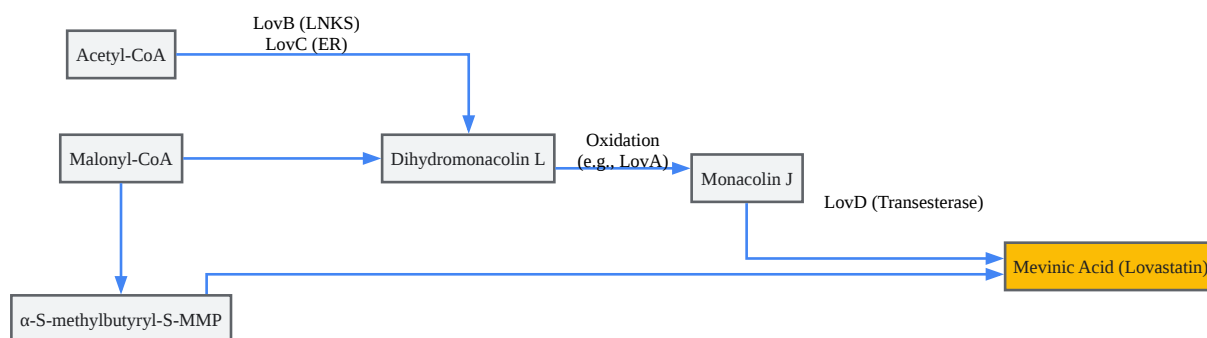 LovB (LNKS)
LovC (ER)
Acetyl-CoA
Malonyl-CoA
Dihydromonacolin L
Oxidation
(e.g., LovA)
Monacolin J
LovD (Transesterase)
Mevinic Acid (Lovastatin)
α-S-methylbutyryl-S-MMP